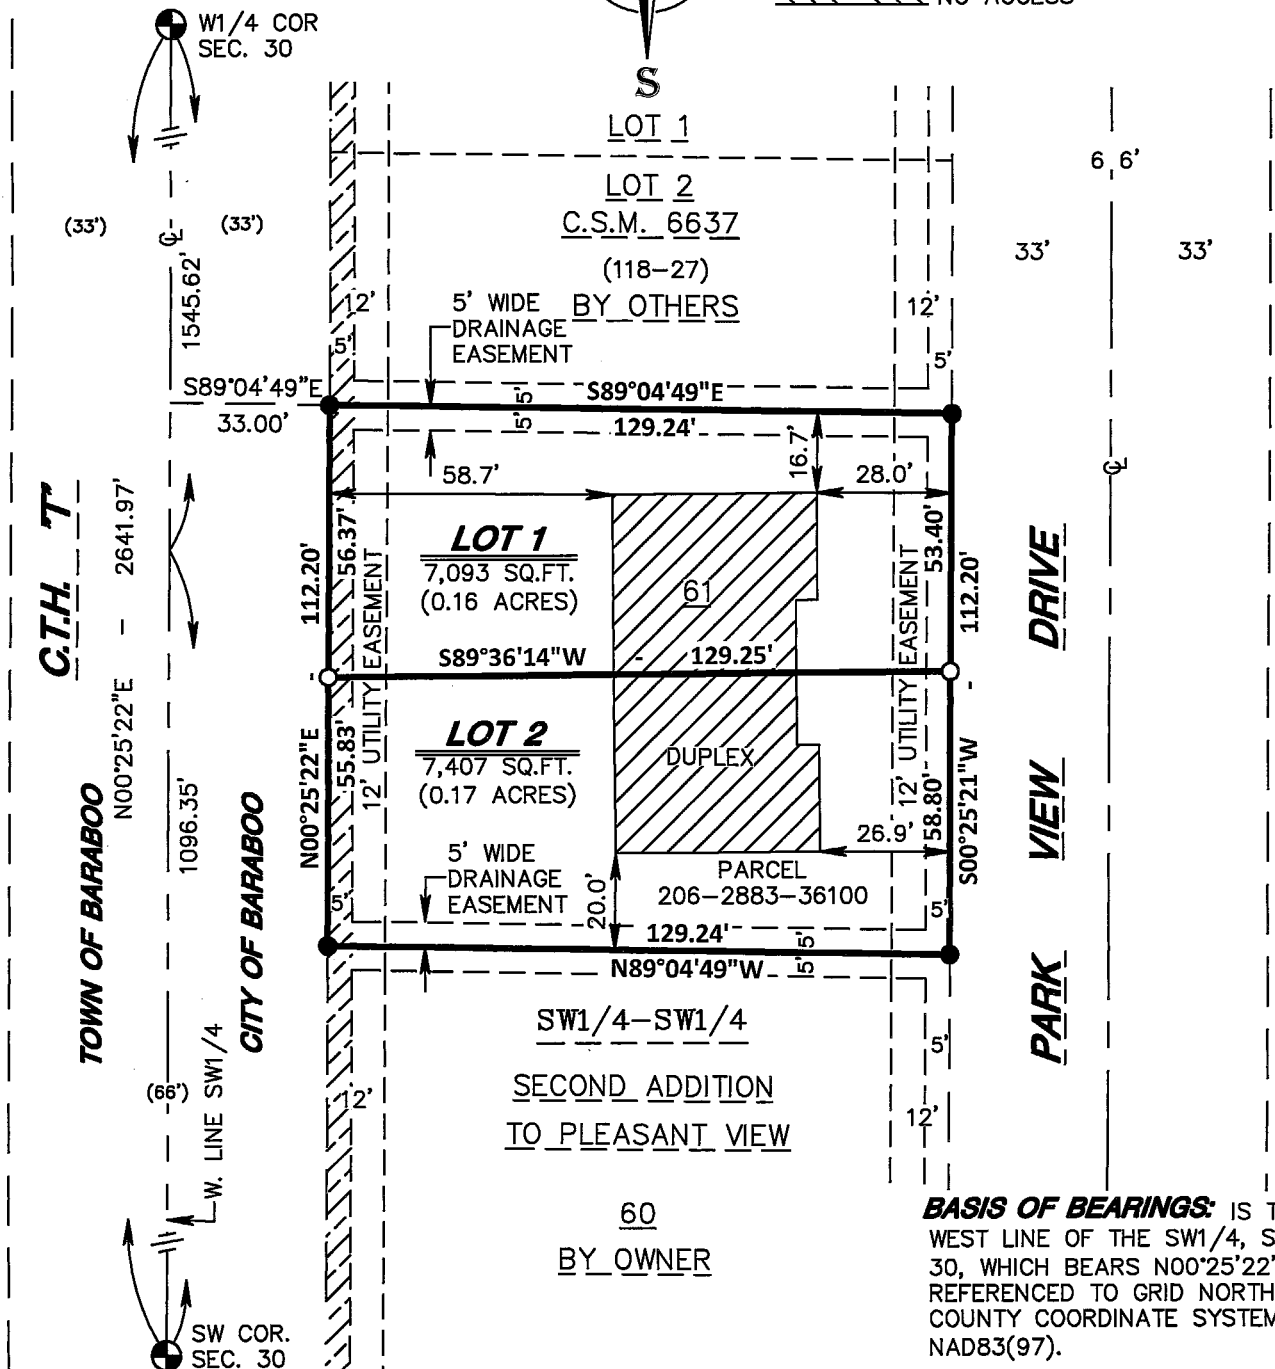 NO ACCESS
W1/4 COR
SEC. 30
S
LOT 1
6 6'
LOT 2
C.S.M. 6637
(118-27)
BY OTHERS
(33')
(33')
33'
33'
℄
1545.62'
12'
5'
5' WIDE
DRAINAGE
EASEMENT
12'
5'
S89°04'49"E
33.00'
5'
5'
S89°04'49"E
129.24'
16.7'
28.0'
58.7'
℄
C.T.H. "T"
N00°25'22"E - 2641.97'
112.20'
56.37'
LOT 1
7,093 SQ.FT.
(0.16 ACRES)
61
53.40'
112.20'
12' UTILITY EASEMENT
12' UTILITY EASEMENT
S89°36'14"W - 129.25'
-
-
N00°25'22"E
55.83'
LOT 2
7,407 SQ.FT.
(0.17 ACRES)
DUPLEX
58.80'
S00°25'21"W
PARK VIEW DRIVE
TOWN OF BARABOO
1096.35'
CITY OF BARABOO
5' WIDE
DRAINAGE
EASEMENT
5'
20.0'
26.9'
PARCEL
206-2883-36100
5'
129.24'
N89°04'49"W
5'
5'
SW1/4-SW1/4
SECOND ADDITION
TO PLEASANT VIEW
5'
12'
12'
(66')
W. LINE SW1/4
60
BY OWNER
SW COR.
SEC. 30
BASIS OF BEARINGS: IS T
WEST LINE OF THE SW1/4, S
30, WHICH BEARS N00°25'22'
REFERENCED TO GRID NORTH
COUNTY COORDINATE SYSTEM
NAD83(97).